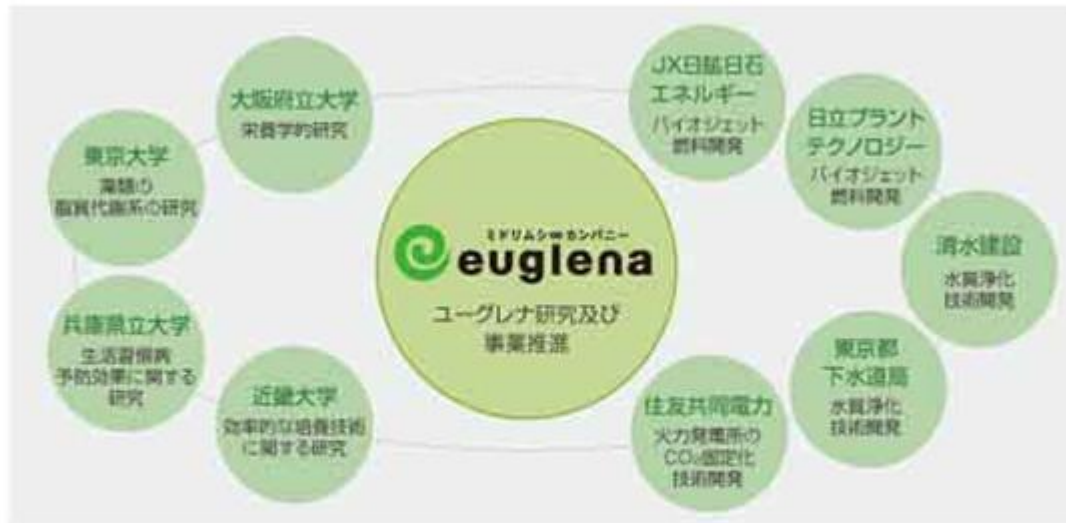 大阪府立大学
栄養学的研究
東京大学
藻類の
脂質代謝系の研究
兵庫県立大学
生活習慣病
予防効果に関する
研究
近畿大学
効率的な培養技術
に関する研究
ミドリムシカンパニー
euglena
ユーグレナ研究及び
事業推進
JX日鉱日石
エネルギー
バイオジェット
燃料開発
日立プラント
テクノロジー
バイオジェット
燃料開発
清水建設
水質浄化
技術開発
東京都
下水道局
水質浄化
技術開発
住友共同電力
火力発電所の
CO₂固定化
技術開発